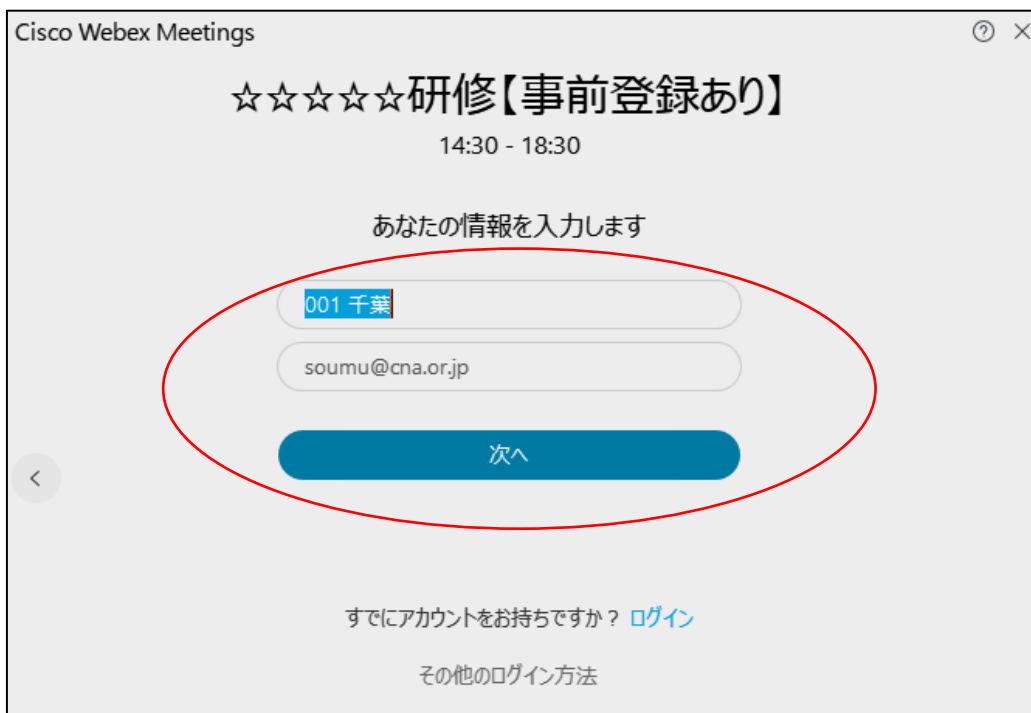 Cisco Webex Meetings
☆☆☆☆☆研修【事前登録あり】
14:30 - 18:30
あなたの情報を入力します
001 千葉
soumu@cna.or.jp
次へ
すでにアカウントをお持ちですか？ ログイン
その他のログイン方法